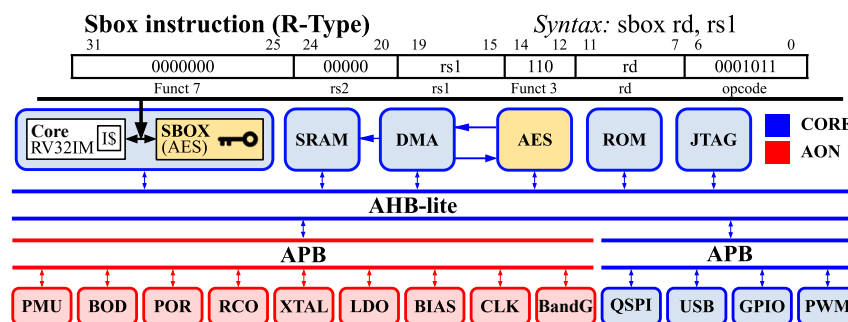 Sbox instruction (R-Type) Syntax: sbox rd, rs1
31 25 24 20 19 15 14 12 11 7 6 0
0000000 00000 rs1 110 rd 0001011
Funct 7 rs2 rs1 Funct 3 rd opcode
Core RV32IM I$ SBOX (AES) SRAM DMA AES ROM JTAG CORE
AON
AHB-lite
APB APB
PMU BOD POR RCO XTAL LDO BIAS CLK BandG QSPI USB GPIO PWM